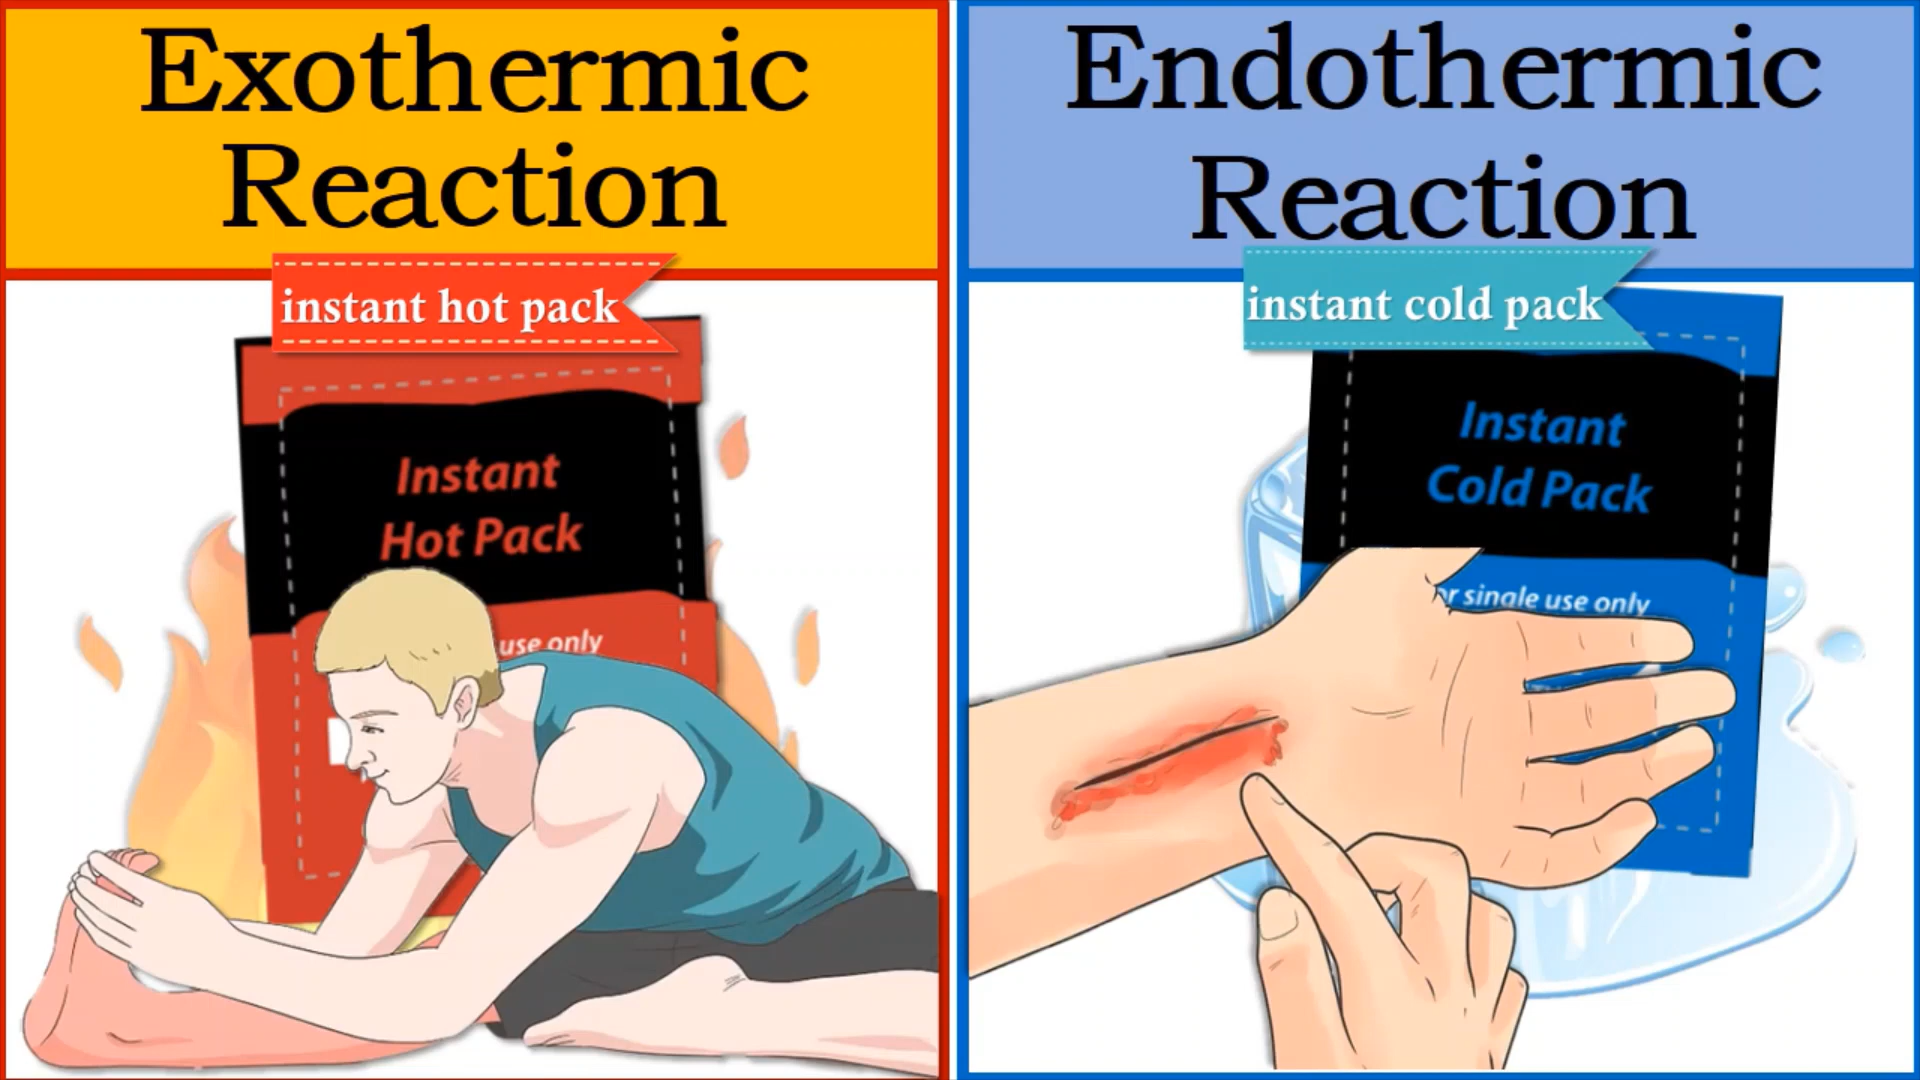 Exothermic
Reaction
instant hot pack
Instant
Hot Pack
use only
Endothermic
Reaction
instant cold pack
Instant
Cold Pack
single use only